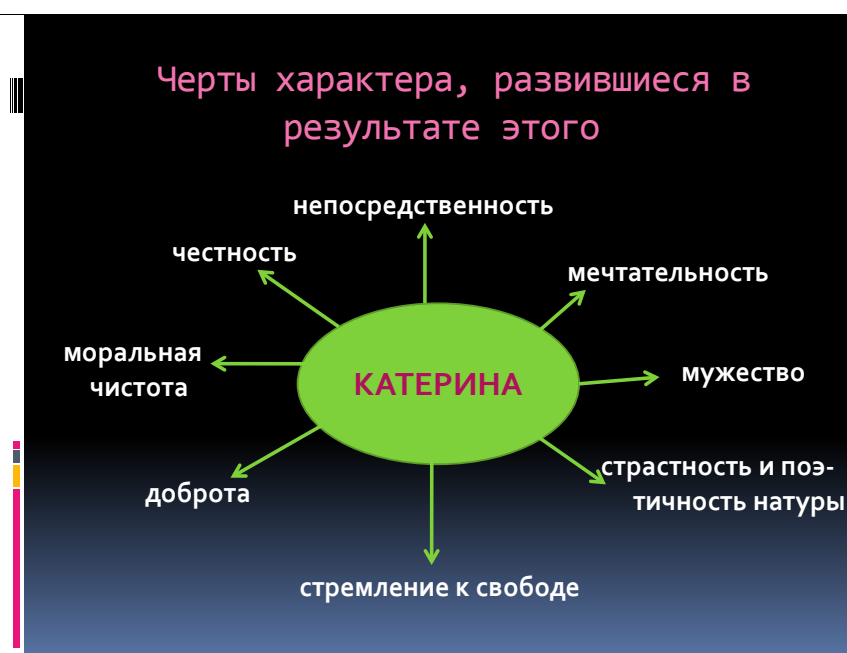 Черты характера, развившиеся в
результате этого
непосредственность
честность
мечтательность
моральная
чистота
КАТЕРИНА
мужество
доброта
страстность и поэ-
тичность натуры
стремление к свободе